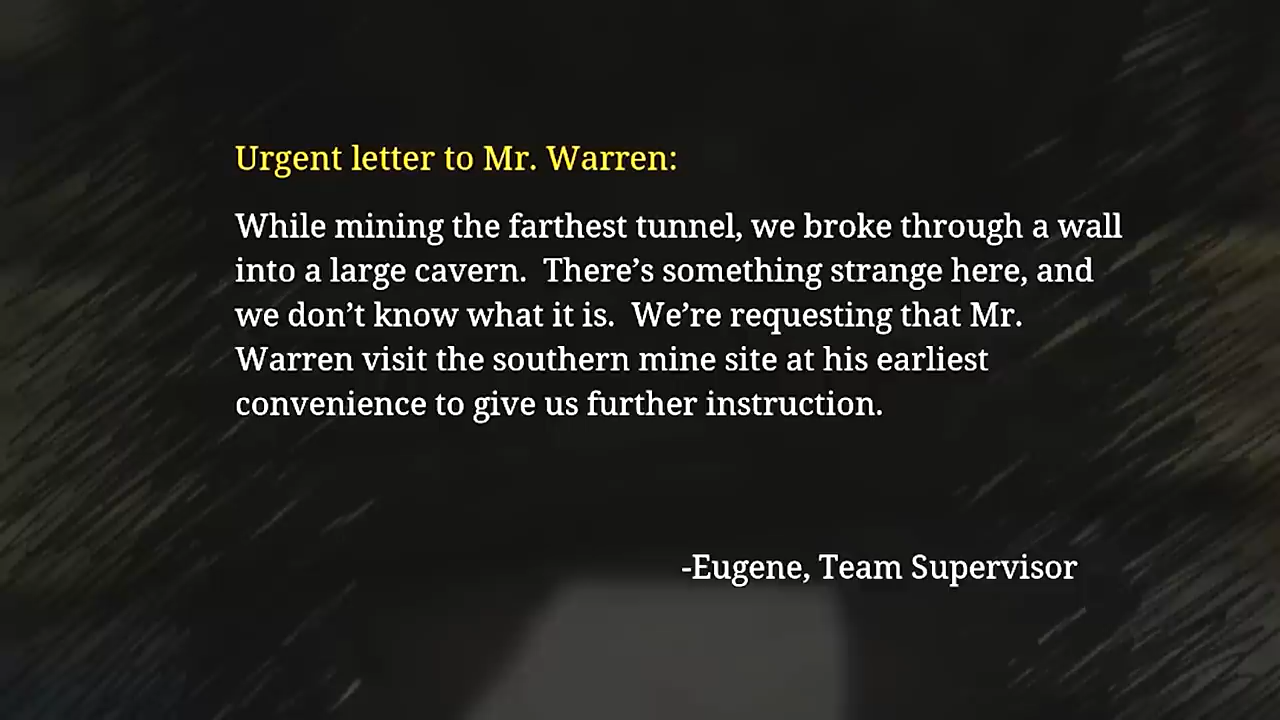 Urgent letter to Mr. Warren:
While mining the farthest tunnel, we broke through a wall
into a large cavern.  There’s something strange here, and
we don’t know what it is.  We’re requesting that Mr.
Warren visit the southern mine site at his earliest
convenience to give us further instruction.
-Eugene, Team Supervisor